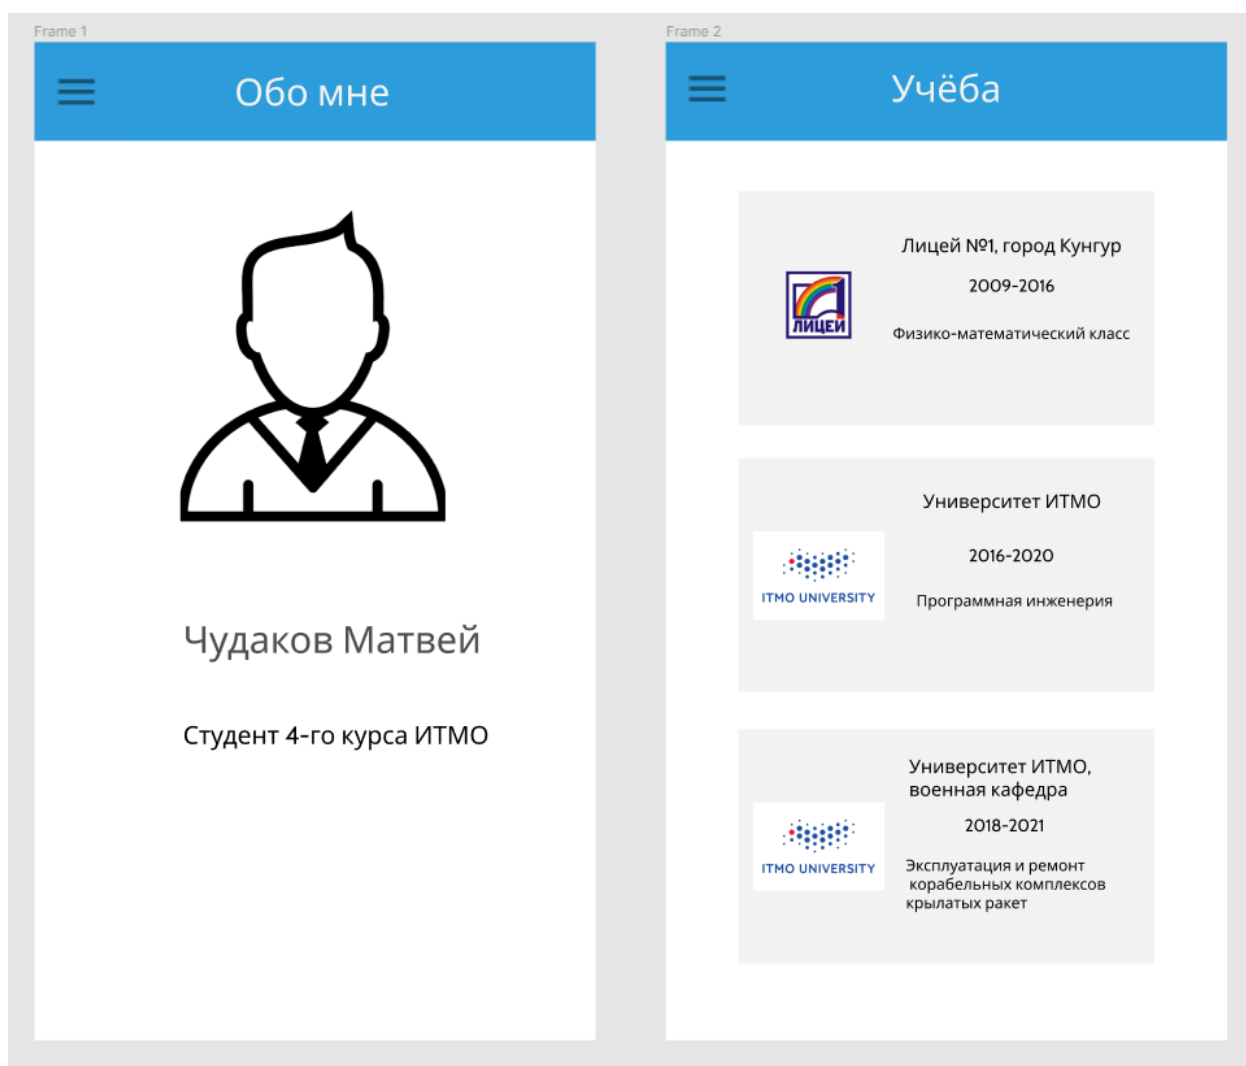 Frame 1
Обо мне
Чудаков Матвей
Студент 4-го курса ИТМО
Frame 2
Учёба
ЛИЦЕЙ
1
Лицей №1, город Кунгур
2009-2016
Физико-математический класс
ITMO UNIVERSITY
Университет ИТМО
2016-2020
Программная инженерия
ITMO UNIVERSITY
Университет ИТМО,
военная кафедра
2018-2021
Эксплуатация и ремонт
корабельных комплексов
крылатых ракет